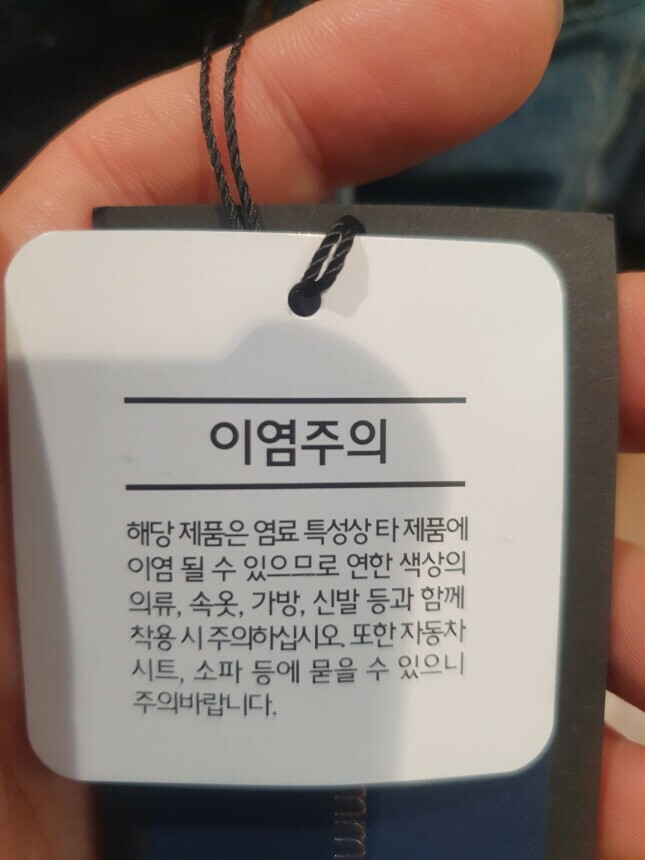 이염주의
해당 제품은 염료 특성상 타 제품에
이염 될 수 있으므로 연한 색상의
의류, 속옷, 가방, 신발 등과 함께
착용 시 주의하십시오. 또한 자동차
시트, 소파 등에 묻을 수 있으니
주의바랍니다.